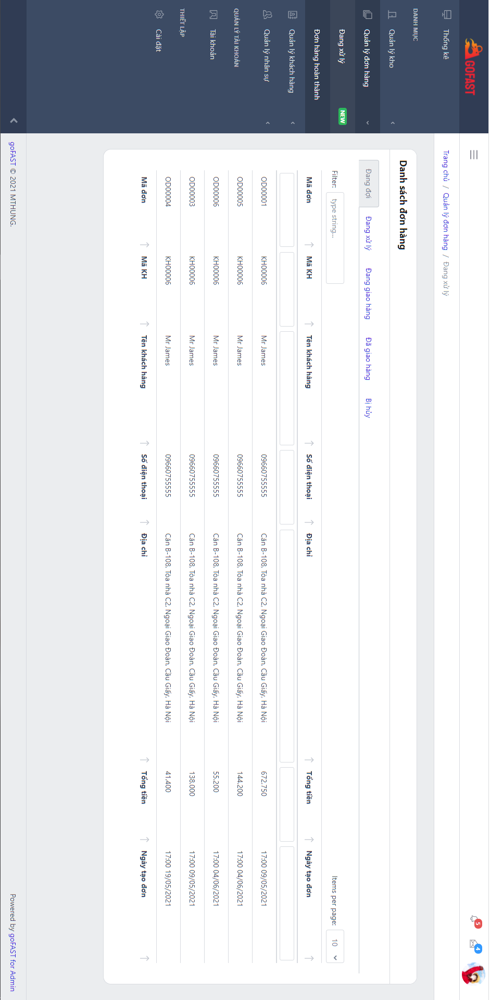 GOFAST
Thống kê
DANH MỤC
Quản lý kho
Quản lý đơn hàng
Đang xử lý NEW
Đơn hàng hoàn thành
Quản lý khách hàng
Quản lý nhân sự
QUẢN LÝ TÀI KHOẢN
Tài khoản
THIẾT LẬP
Cài đặt
5 4
Trang chủ / Quản lý đơn hàng / Đang xử lý
Danh sách đơn hàng
Đang đợi Đang xử lý Đang giao hàng Đã giao hàng Bị hủy
Filter: type string... Items per page: 10
Mã đơn Mã KH Tên khách hàng Số điện thoại Địa chỉ Tổng tiền Ngày tạo đơn
OD00001 KH00006 Mr James 09660755555 Căn B-108, Tòa nhà C2, Ngoại Giao Đoàn, Cầu Giấy, Hà Nội 672.750 17:00 09/05/2021
OD00005 KH00006 Mr James 09660755555 Căn B-108, Tòa nhà C2, Ngoại Giao Đoàn, Cầu Giấy, Hà Nội 144.200 17:00 04/06/2021
OD00006 KH00006 Mr James 09660755555 Căn B-108, Tòa nhà C2, Ngoại Giao Đoàn, Cầu Giấy, Hà Nội 55.200 17:00 04/06/2021
OD00003 KH00006 Mr James 09660755555 Căn B-108, Tòa nhà C2, Ngoại Giao Đoàn, Cầu Giấy, Hà Nội 138.000 17:00 09/05/2021
OD00004 KH00006 Mr James 09660755555 Căn B-108, Tòa nhà C2, Ngoại Giao Đoàn, Cầu Giấy, Hà Nội 41.400 17:00 19/05/2021
Mã đơn Mã KH Tên khách hàng Số điện thoại Địa chỉ Tổng tiền Ngày tạo đơn
goFAST © 2021 MTHUNG. Powered by goFAST for Admin